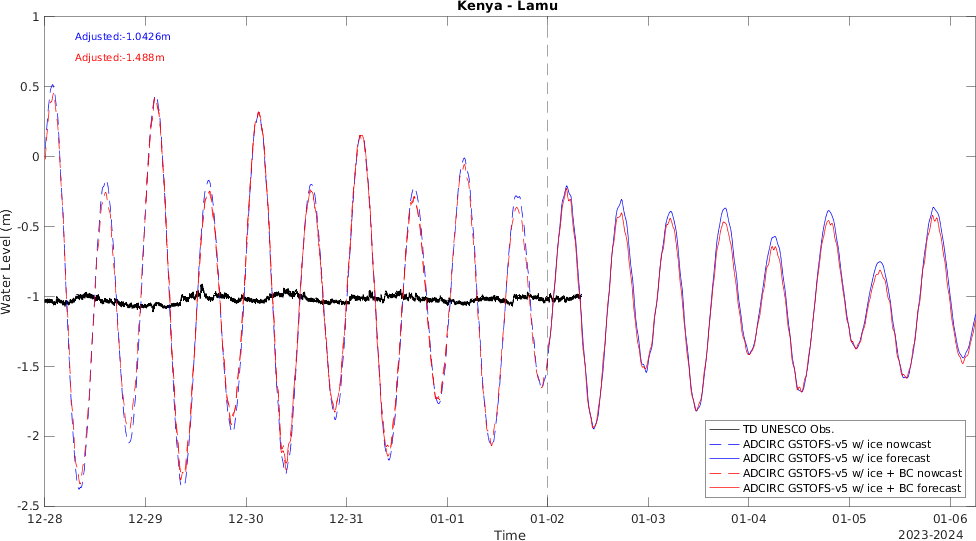 Kenya - Lamu
Adjusted:-1.0426m
Adjusted:-1.488m
Water Level (m)
1
0.5
0
-0.5
-1
-1.5
-2
-2.5
TD UNESCO Obs.
ADCIRC GSTOFS-v5 w/ ice nowcast
ADCIRC GSTOFS-v5 w/ ice forecast
ADCIRC GSTOFS-v5 w/ ice + BC nowcast
ADCIRC GSTOFS-v5 w/ ice + BC forecast
12-28 12-29 12-30 12-31 01-01 01-02 01-03 01-04 01-05 01-06
Time
2023-2024